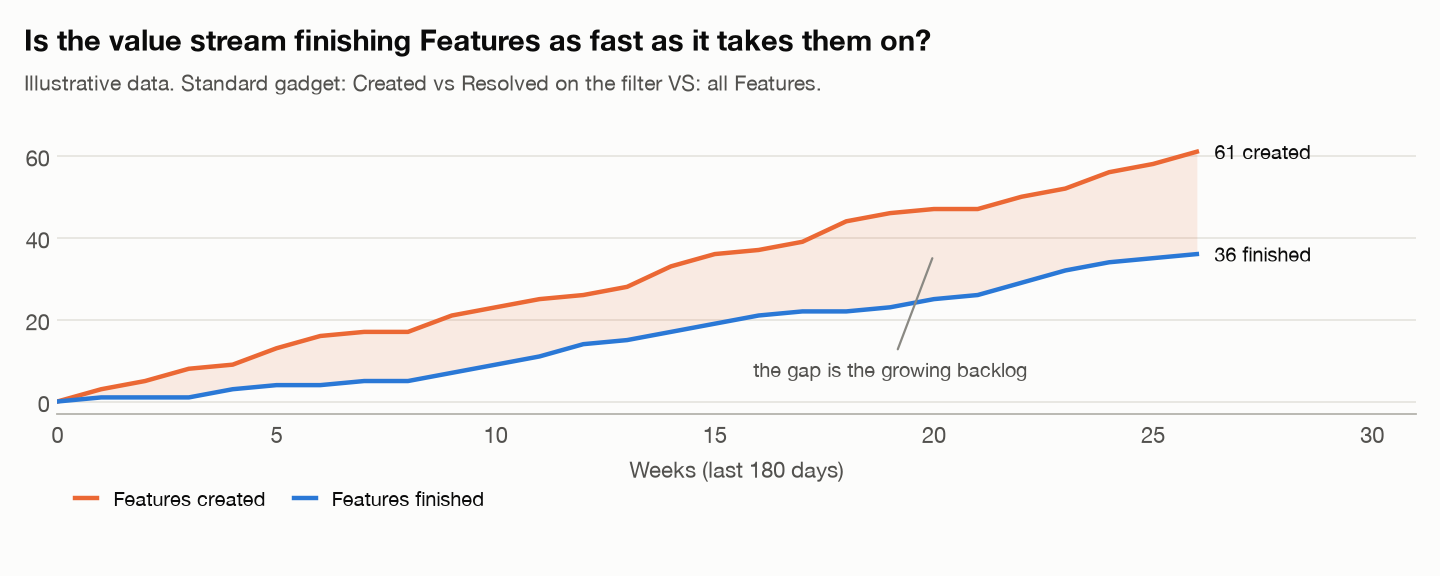 Is the value stream finishing Features as fast as it takes them on?
Illustrative data. Standard gadget: Created vs Resolved on the filter VS: all Features.
60
61 created
40
36 finished
20
the gap is the growing backlog
0
0 5 10 15 20 25 30
Weeks (last 180 days)
Features created Features finished